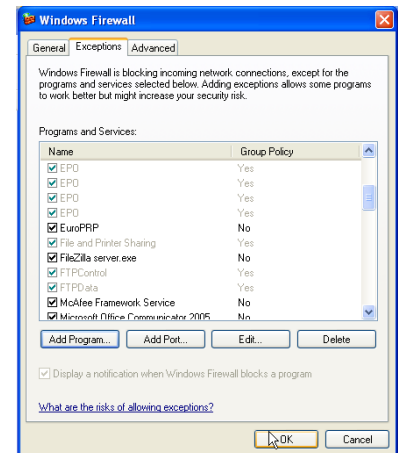 Windows Firewall
General Exceptions Advanced
Windows Firewall is blocking incoming network connections, except for the
programs and services selected below. Adding exceptions allows some programs
to work better but might increase your security risk.
Programs and Services:
Name Group Policy
EPO Yes
EPO Yes
EPO Yes
EPO Yes
EuroPRP No
File and Printer Sharing Yes
FileZilla server.exe No
FTPControl Yes
FTPData Yes
McAfee Framework Service No
Microsoft Office Communicator 2005 No
Add Program... Add Port... Edit... Delete
Display a notification when Windows Firewall blocks a program
What are the risks of allowing exceptions?
OK Cancel